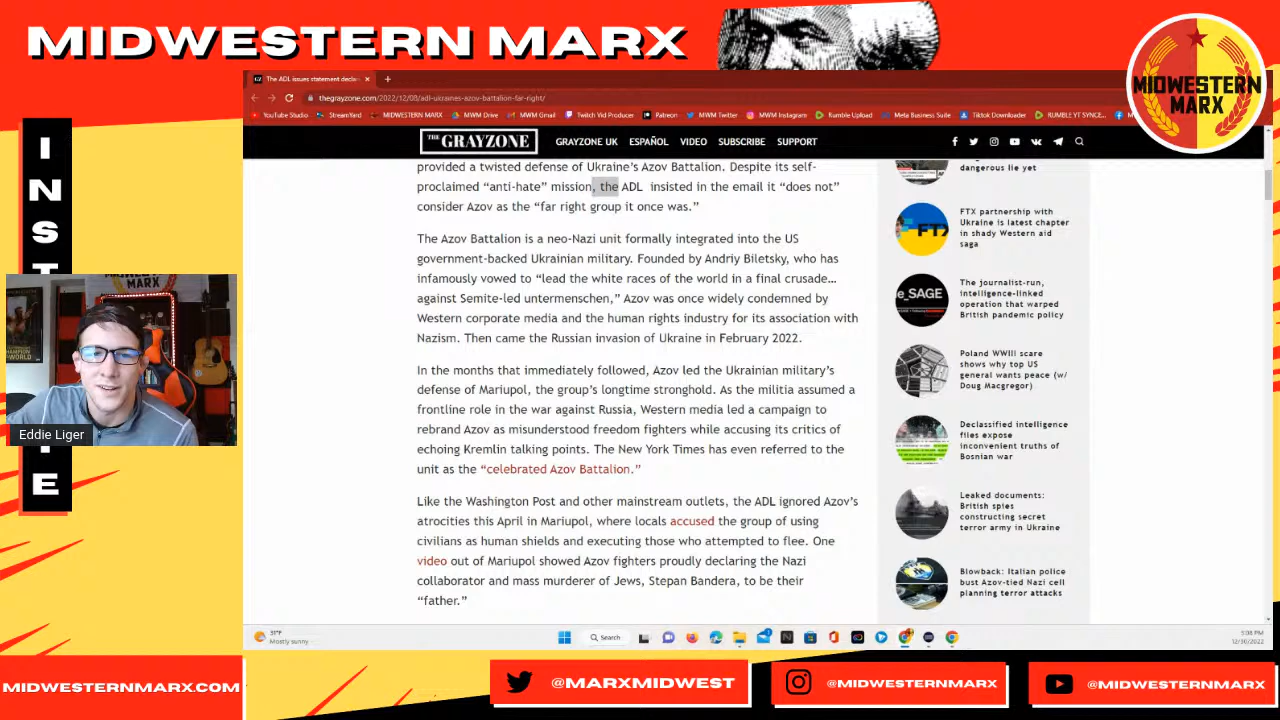 MIDWESTERN MARX
MIDWESTERN
MARX
INSTI
E
Eddie Liger
The ADL issues statement decla
thegrayzone.com/2022/12/08/adl-ukraines-azov-battalion-far-right/
YouTube Studio
StreamYard
MIDWESTERN MARX
MWM Drive
MWM Gmail
Twitch Vid Producer
Patreon
MWM Twitter
MWM Instagram
Rumble Upload
Meta Business Suite
Tiktok Downloader
RUMBLE YT SYNCE...
THE GRAYZONE
GRAYZONE UK
ESPAÑOL
VIDEO
SUBSCRIBE
SUPPORT
provided a twisted defense of Ukraine’s Azov Battalion. Despite its self-
proclaimed “anti-hate” mission, the ADL insisted in the email it “does not”
consider Azov as the “far right group it once was.”
The Azov Battalion is a neo-Nazi unit formally integrated into the US
government-backed Ukrainian military. Founded by Andriy Biletsky, who has
infamously vowed to “lead the white races of the world in a final crusade…
against Semite-led untermenschen,” Azov was once widely condemned by
Western corporate media and the human rights industry for its association with
Nazism. Then came the Russian invasion of Ukraine in February 2022.
In the months that immediately followed, Azov led the Ukrainian military’s
defense of Mariupol, the group’s longtime stronghold. As the militia assumed a
frontline role in the war against Russia, Western media led a campaign to
rebrand Azov as misunderstood freedom fighters while accusing its critics of
echoing Kremlin talking points. The New York Times has even referred to the
unit as the “celebrated Azov Battalion.”
Like the Washington Post and other mainstream outlets, the ADL ignored Azov’s
atrocities this April in Mariupol, where locals accused the group of using
civilians as human shields and executing those who attempted to flee. One
video out of Mariupol showed Azov fighters proudly declaring the Nazi
collaborator and mass murderer of Jews, Stepan Bandera, to be their
“father.”
dangerous lie yet
FTX partnership with
Ukraine is latest chapter
in shady Western aid
saga
FTX
The journalist-run,
intelligence-linked
operation that warped
British pandemic policy
e_SAGE
Poland WWIII scare
shows why top US
general wants peace (w/
Doug Macgregor)
Declassified intelligence
files expose
inconvenient truths of
Bosnian war
Leaked documents:
British spies
constructing secret
terror army in Ukraine
Blowback: Italian police
bust Azov-tied Nazi cell
planning terror attacks
31°F
Mostly sunny
Search
5:08 PM
12/30/2022
MIDWESTERNMARX.COM
@MARXMIDWEST
@MIDWESTERNMARX
@MIDWESTERNMARX